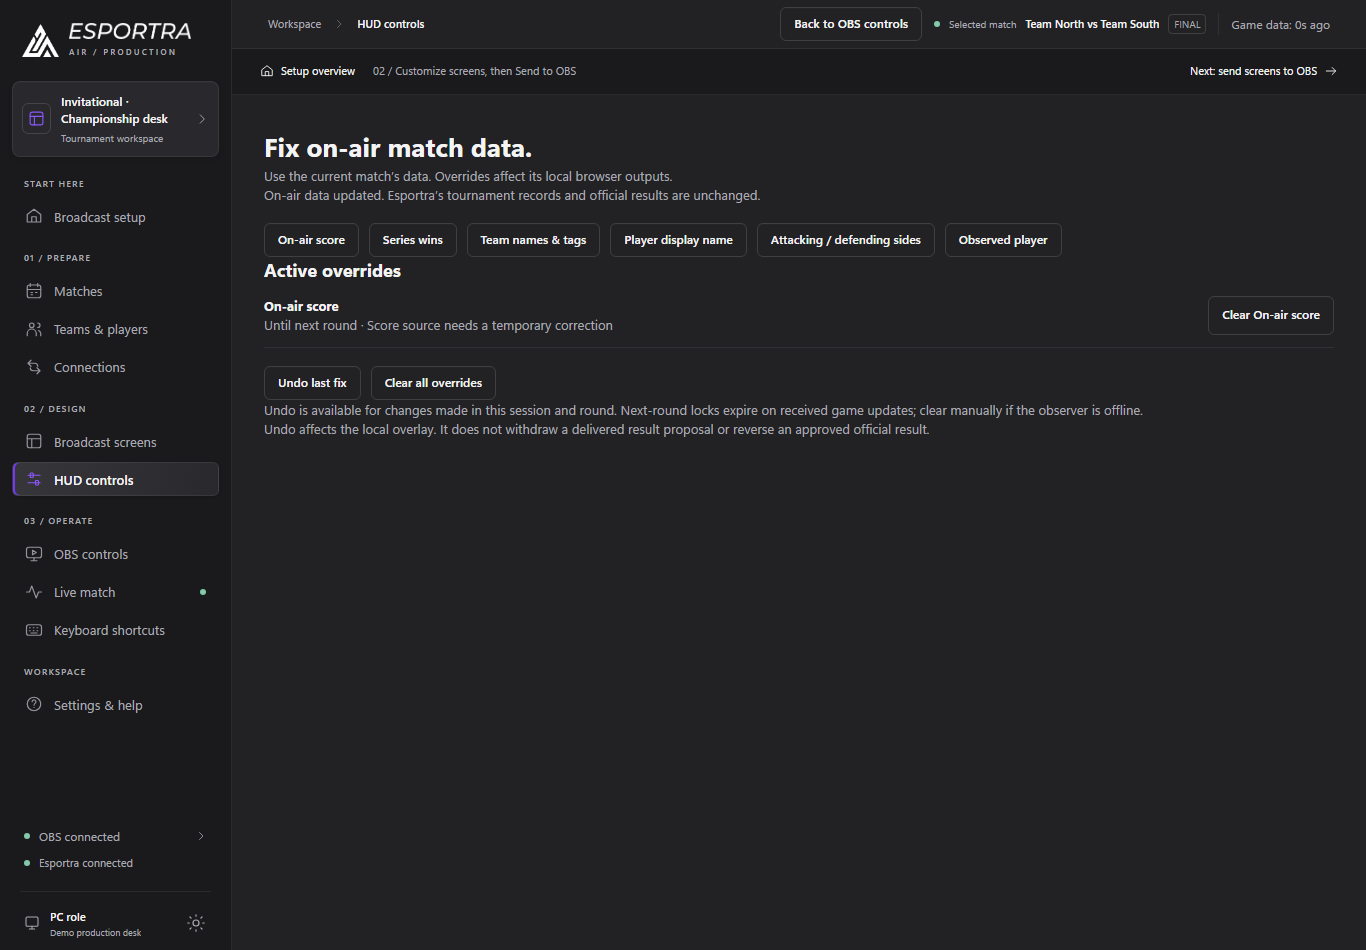 ESPORTRA
AIR / PRODUCTION
Invitational ·
Championship desk
Tournament workspace
START HERE
Broadcast setup
01 / PREPARE
Matches
Teams & players
Connections
02 / DESIGN
Broadcast screens
HUD controls
03 / OPERATE
OBS controls
Live match
Keyboard shortcuts
WORKSPACE
Settings & help
OBS connected
Esportra connected
PC role
Demo production desk
Workspace
HUD controls
Back to OBS controls
Selected match
Team North vs Team South
FINAL
Game data: 0s ago
Setup overview
02 / Customize screens, then Send to OBS
Next: send screens to OBS
Fix on-air match data.
Use the current match's data. Overrides affect its local browser outputs.
On-air data updated. Esportra's tournament records and official results are unchanged.
On-air score
Series wins
Team names & tags
Player display name
Attacking / defending sides
Observed player
Active overrides
On-air score
Until next round · Score source needs a temporary correction
Clear On-air score
Undo last fix
Clear all overrides
Undo is available for changes made in this session and round. Next-round locks expire on received game updates; clear manually if the observer is offline.
Undo affects the local overlay. It does not withdraw a delivered result proposal or reverse an approved official result.